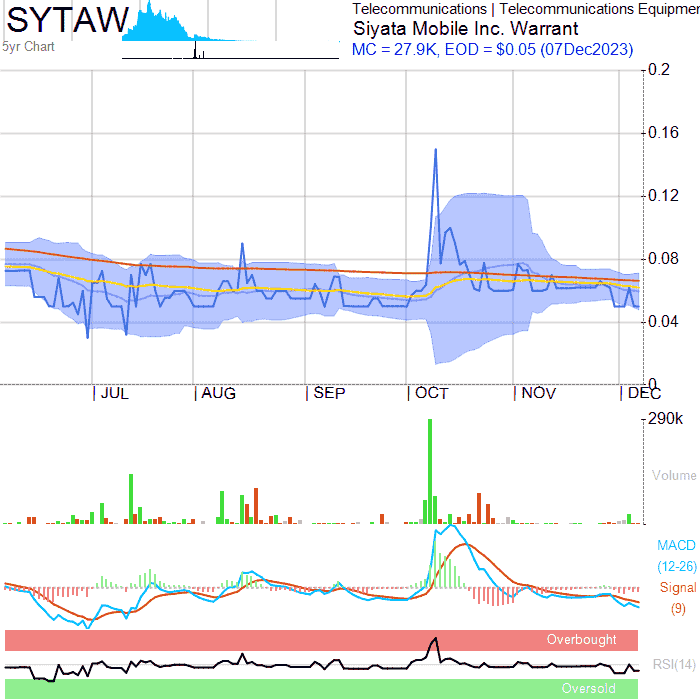 SYTAW
5yr Chart
Telecommunications | Telecommunications Equipmen
Siyata Mobile Inc. Warrant
MC = 27.9K, EOD = $0.05 (07Dec2023)
0.2
0.16
0.12
0.08
0.04
0
JUL AUG SEP OCT NOV DEC
290k
Volume
MACD
(12-26)
Signal
(9)
Overbought
RSI(14)
Oversold